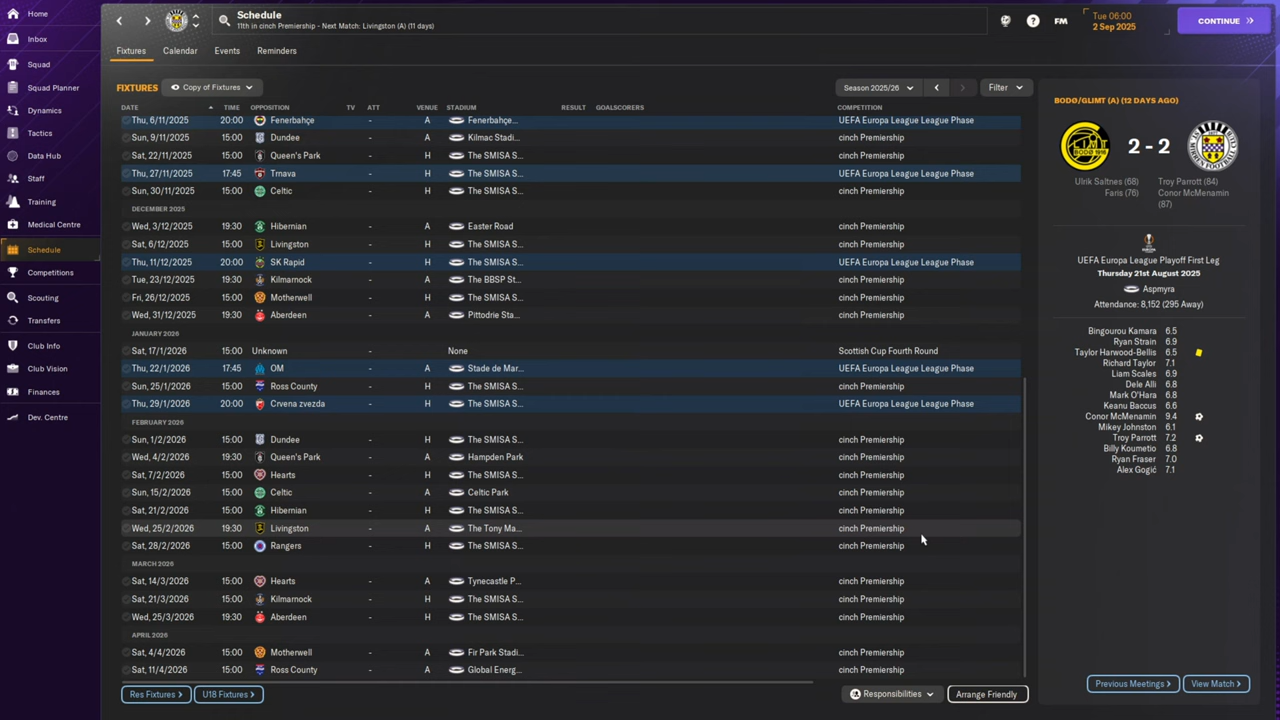 Home
Inbox
Squad
Squad Planner
Dynamics
Tactics
Data Hub
Staff
Training
Medical Centre
Schedule
Competitions
Scouting
Transfers
Club Info
Club Vision
Finances
Dev. Centre
Schedule
11th in cinch Premiership - Next Match: Livingston (A) (11 days)
FM
Tue 06:00
2 Sep 2025
CONTINUE
Fixtures Calendar Events Reminders
FIXTURES Copy of Fixtures Season 2025/26 Filter
DATE TIME OPPOSITION TV ATT VENUE STADIUM RESULT GOALSCORERS COMPETITION
Thu, 6/11/2025 20:00 Fenerbahçe - A Fenerbahçe... UEFA Europa League League Phase
Sun, 9/11/2025 15:00 Dundee - A Kilmac Stadi... cinch Premiership
Sat, 22/11/2025 15:00 Queen's Park - H The SMISA S... cinch Premiership
Thu, 27/11/2025 17:45 Trnava - H The SMISA S... UEFA Europa League League Phase
Sun, 30/11/2025 15:00 Celtic - H The SMISA S... cinch Premiership
DECEMBER 2025
Wed, 3/12/2025 19:30 Hibernian - A Easter Road cinch Premiership
Sat, 6/12/2025 15:00 Livingston - H The SMISA S... cinch Premiership
Thu, 11/12/2025 20:00 SK Rapid - H The SMISA S... UEFA Europa League League Phase
Tue, 23/12/2025 19:30 Kilmarnock - A The BBSP St... cinch Premiership
Fri, 26/12/2025 15:00 Motherwell - H The SMISA S... cinch Premiership
Wed, 31/12/2025 19:30 Aberdeen - A Pittodrie Sta... cinch Premiership
JANUARY 2026
Sat, 17/1/2026 15:00 Unknown - None Scottish Cup Fourth Round
Thu, 22/1/2026 17:45 OM - A Stade de Mar... UEFA Europa League League Phase
Sun, 25/1/2026 15:00 Ross County - H The SMISA S... cinch Premiership
Thu, 29/1/2026 20:00 Crvena zvezda - H The SMISA S... UEFA Europa League League Phase
FEBRUARY 2026
Sun, 1/2/2026 15:00 Dundee - H The SMISA S... cinch Premiership
Wed, 4/2/2026 19:30 Queen's Park - A Hampden Park cinch Premiership
Sat, 7/2/2026 15:00 Hearts - H The SMISA S... cinch Premiership
Sun, 15/2/2026 15:00 Celtic - A Celtic Park cinch Premiership
Sat, 21/2/2026 15:00 Hibernian - H The SMISA S... cinch Premiership
Wed, 25/2/2026 19:30 Livingston - A The Tony Ma... cinch Premiership
Sat, 28/2/2026 15:00 Rangers - H The SMISA S... cinch Premiership
MARCH 2026
Sat, 14/3/2026 15:00 Hearts - A Tynecastle P... cinch Premiership
Sat, 21/3/2026 15:00 Kilmarnock - H The SMISA S... cinch Premiership
Wed, 25/3/2026 19:30 Aberdeen - H The SMISA S... cinch Premiership
APRIL 2026
Sat, 4/4/2026 15:00 Motherwell - A Fir Park Stadi... cinch Premiership
Sat, 11/4/2026 15:00 Ross County - A Global Energ... cinch Premiership
Res Fixtures > U18 Fixtures > Responsibilities Arrange Friendly
BODØ/GLIMT (A) (12 DAYS AGO)
2 - 2
Ulrik Saltnes (68)
Faris (76)
Troy Parrott (84)
Conor McMenamin
(87)
UEFA Europa League Playoff First Leg
Thursday 21st August 2025
Aspmyra
Attendance: 8,152 (295 Away)
Bingourou Kamara 6.5
Ryan Strain 6.9
Taylor Harwood-Bellis 6.5
Richard Taylor 7.1
Liam Scales 6.9
Dele Alli 6.8
Mark O'Hara 6.8
Keanu Baccus 6.6
Conor McMenamin 9.4
Mikey Johnston 6.1
Troy Parrott 7.2
Billy Koumetio 6.8
Ryan Fraser 7.0
Alex Gogić 7.1
Previous Meetings > View Match >